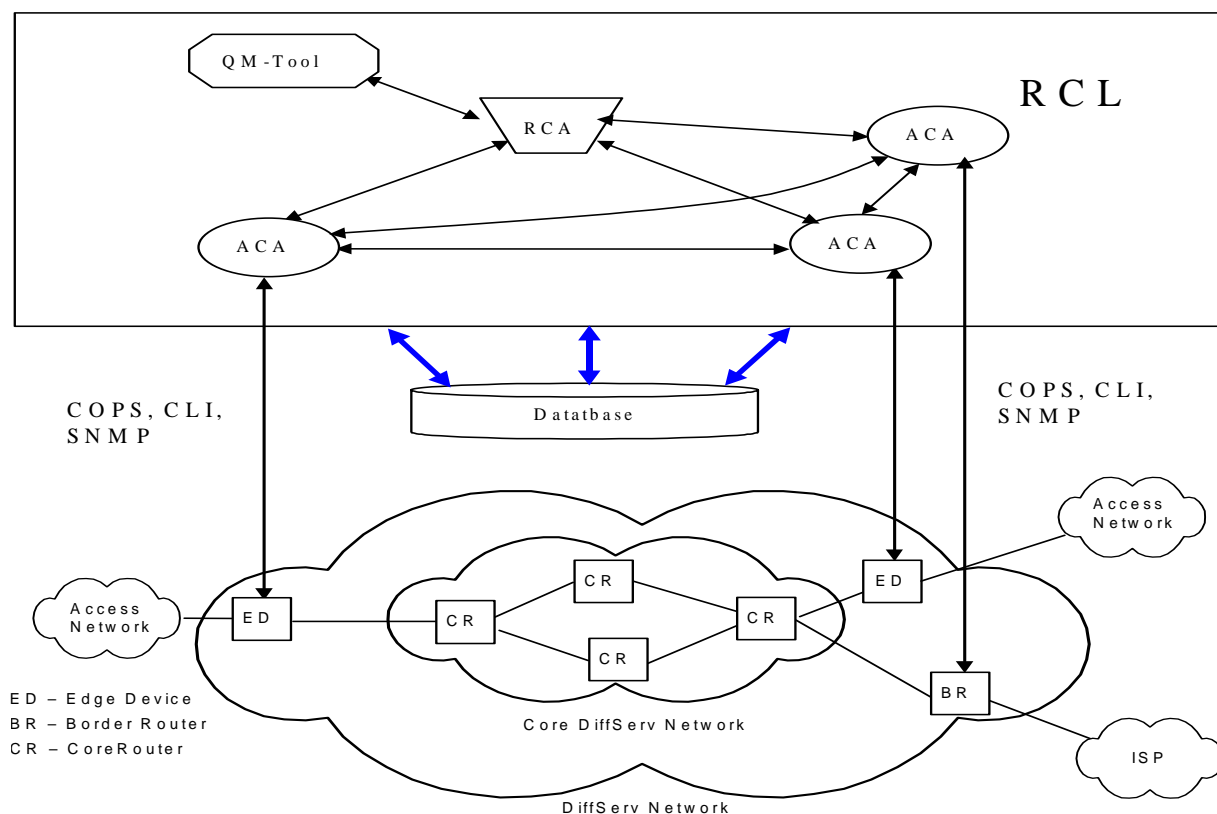 QM-Tool
RCL
RCA
ACA
ACA
ACA
COPS, CLI,
SNMP
Datatbase
COPS, CLI,
SNMP
Access
Network
CR
ED
Access
Network
ED
CR
CR
CR
BR
ED – Edge Device
BR – Border Router
CR – CoreRouter
Core DiffServ Network
ISP
DiffServ Network